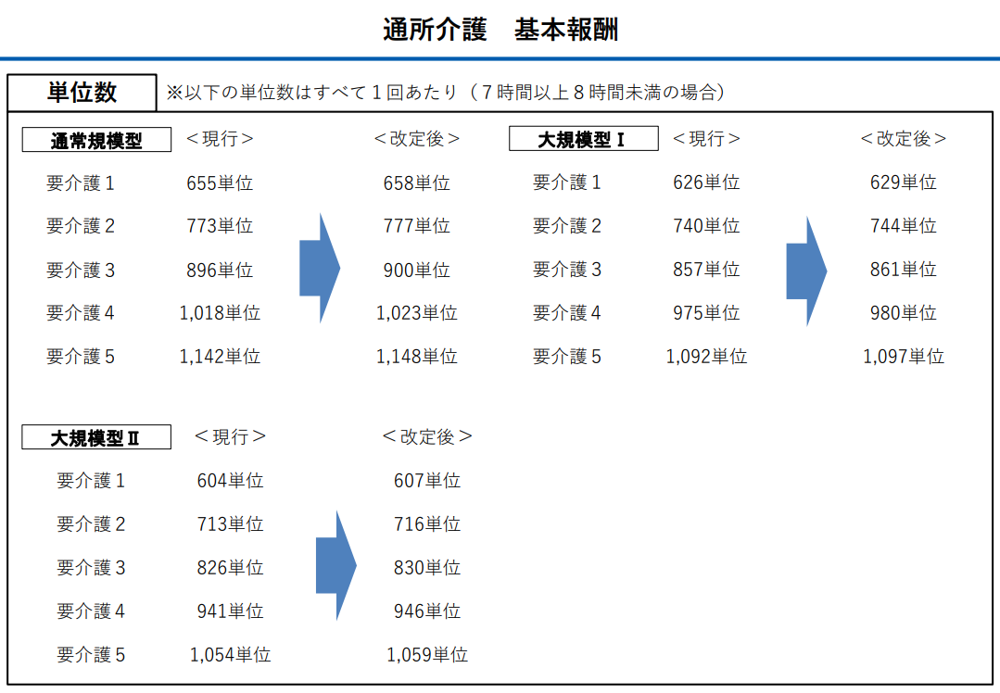 通所介護　基本報酬
単位数 ※以下の単位数はすべて１回あたり（７時間以上８時間未満の場合）
通常規模型 ＜現行＞ ＜改定後＞
要介護１ 655単位 658単位
要介護２ 773単位 777単位
要介護３ 896単位 900単位
要介護４ 1,018単位 1,023単位
要介護５ 1,142単位 1,148単位
大規模型Ⅰ ＜現行＞ ＜改定後＞
要介護１ 626単位 629単位
要介護２ 740単位 744単位
要介護３ 857単位 861単位
要介護４ 975単位 980単位
要介護５ 1,092単位 1,097単位
大規模型Ⅱ ＜現行＞ ＜改定後＞
要介護１ 604単位 607単位
要介護２ 713単位 716単位
要介護３ 826単位 830単位
要介護４ 941単位 946単位
要介護５ 1,054単位 1,059単位